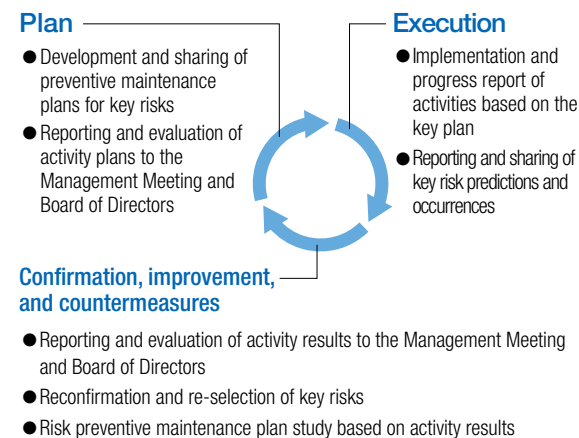 Plan
● Development and sharing of
preventive maintenance
plans for key risks
● Reporting and evaluation of
activity plans to the
Management Meeting and
Board of Directors
Execution
● Implementation and
progress report of
activities based on the
key plan
● Reporting and sharing of
key risk predictions and
occurrences
Confirmation, improvement,
and countermeasures
● Reporting and evaluation of activity results to the Management Meeting
and Board of Directors
● Reconfirmation and re-selection of key risks
● Risk preventive maintenance plan study based on activity results